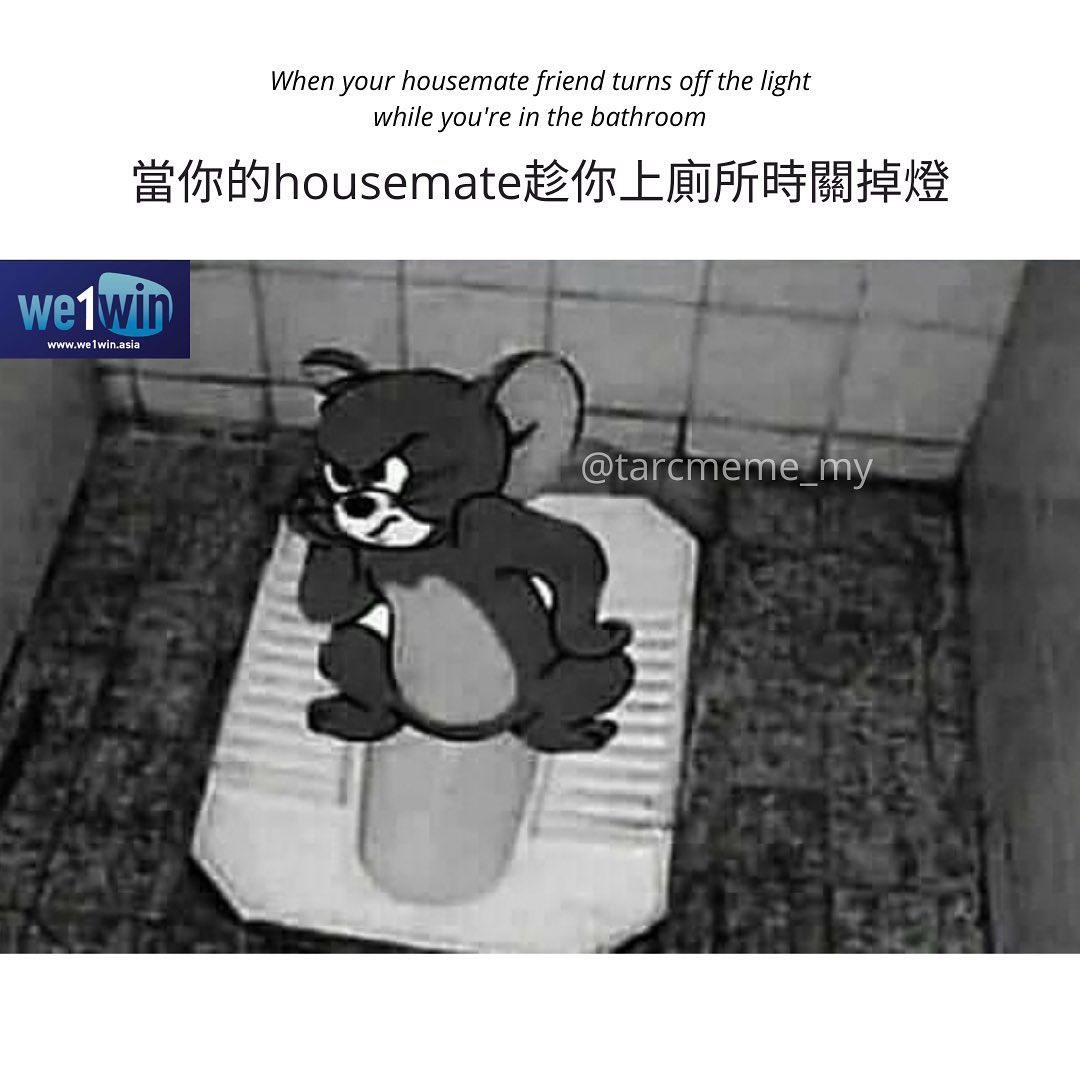 When your housemate friend turns off the light
while you're in the bathroom
當你的housemate趁你上廁所時關掉燈
we1win
www.we1win.asia
@tarcmeme_my